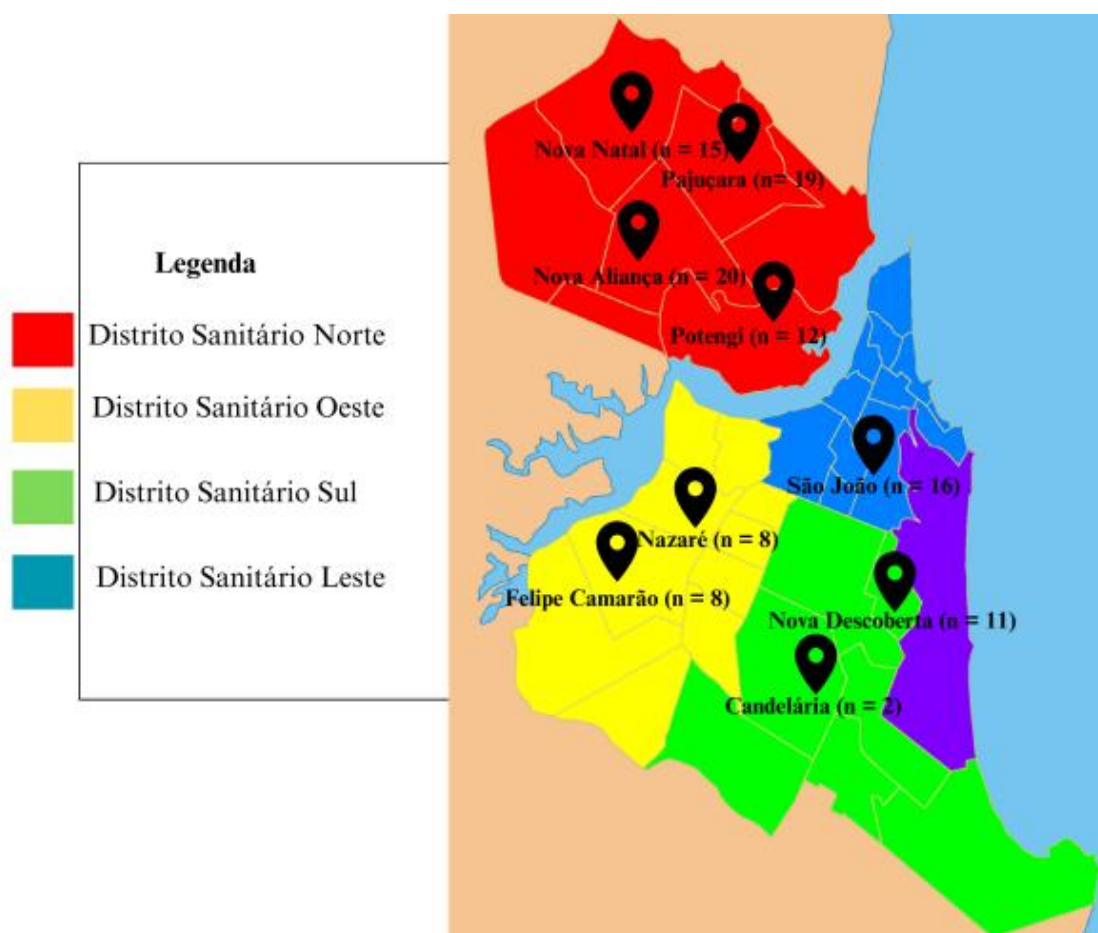 Legenda
Distrito Sanitário Norte
Distrito Sanitário Oeste
Distrito Sanitário Sul
Distrito Sanitário Leste
Nova Natal (n = 15)
Pajuçara (n= 19)
Nova Aliança (n = 20)
Potengi (n = 12)
São João (n = 16)
Nazaré (n = 8)
Felipe Camarão (n = 8)
Nova Descoberta (n = 11)
Candelária (n = 2)